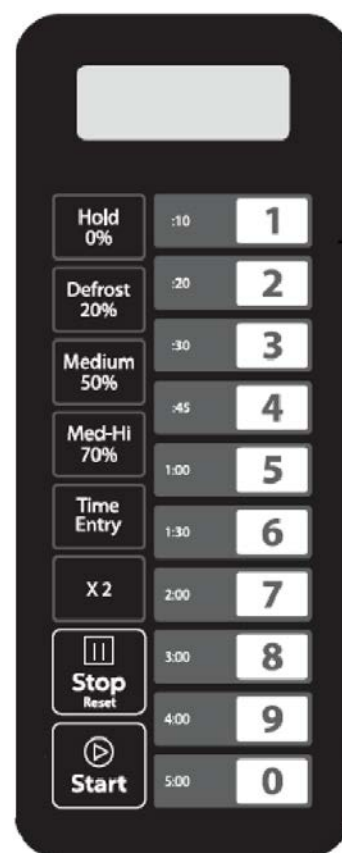 Hold
0%
Defrost
20%
Medium
50%
Med-Hi
70%
Time
Entry
X 2
Stop
Reset
Start
:10 1
:20 2
:30 3
:45 4
1:00 5
1:30 6
2:00 7
3:00 8
4:00 9
5:00 0